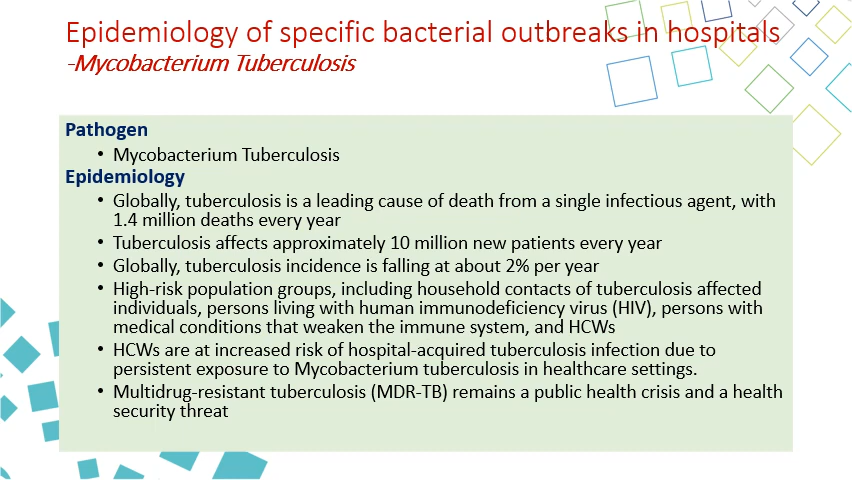 Epidemiology of specific bacterial outbreaks in hospitals
-Mycobacterium Tuberculosis
Pathogen
• Mycobacterium Tuberculosis
Epidemiology
• Globally, tuberculosis is a leading cause of death from a single infectious agent, with
1.4 million deaths every year
• Tuberculosis affects approximately 10 million new patients every year
• Globally, tuberculosis incidence is falling at about 2% per year
• High-risk population groups, including household contacts of tuberculosis affected
individuals, persons living with human immunodeficiency virus (HIV), persons with
medical conditions that weaken the immune system, and HCWs
• HCWs are at increased risk of hospital-acquired tuberculosis infection due to
persistent exposure to Mycobacterium tuberculosis in healthcare settings.
• Multidrug-resistant tuberculosis (MDR-TB) remains a public health crisis and a health
security threat